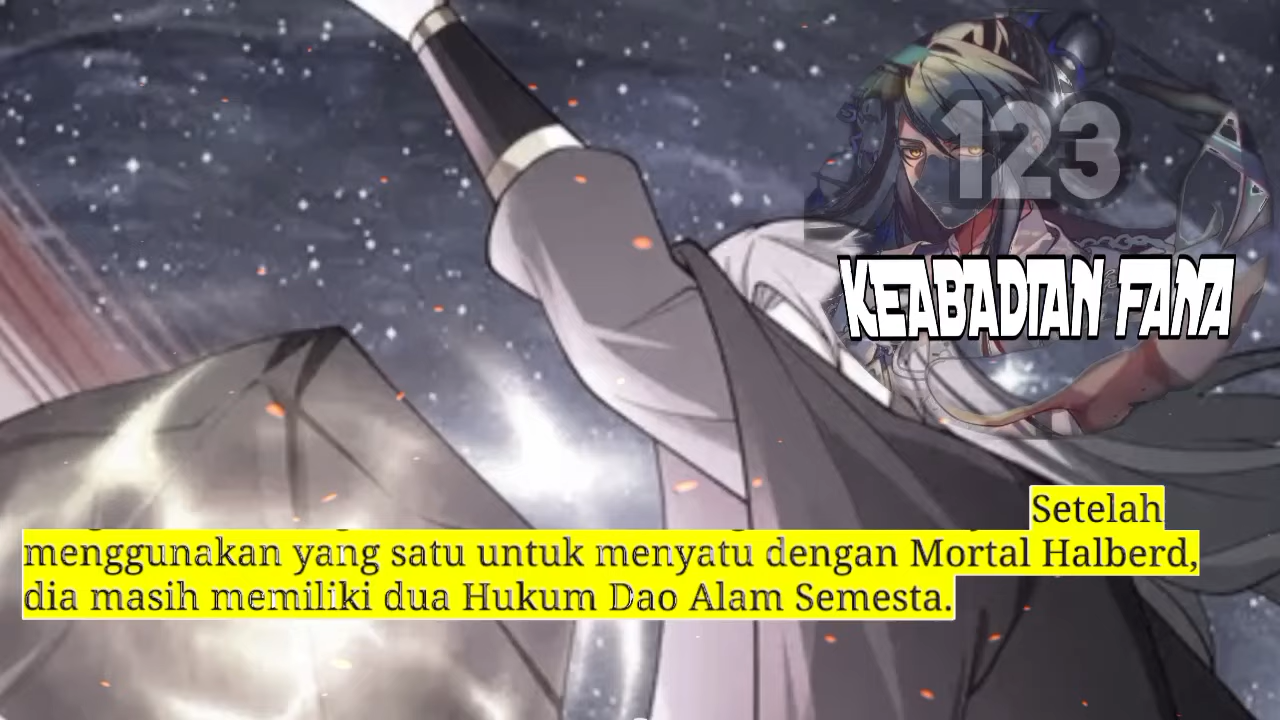 123
KEABADIAN FANA
Setelah
menggunakan yang satu untuk menyatu dengan Mortal Halberd,
dia masih memiliki dua Hukum Dao Alam Semesta.